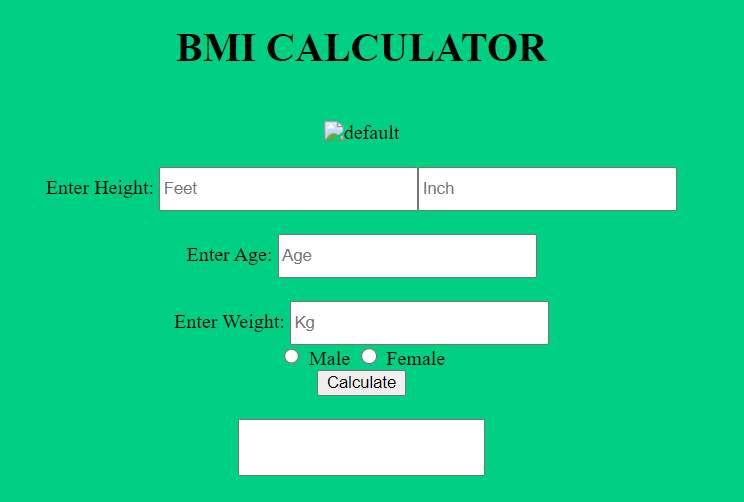 BMI CALCULATOR
default
Enter Height: Feet Inch
Enter Age: Age
Enter Weight: Kg
Male Female
Calculate